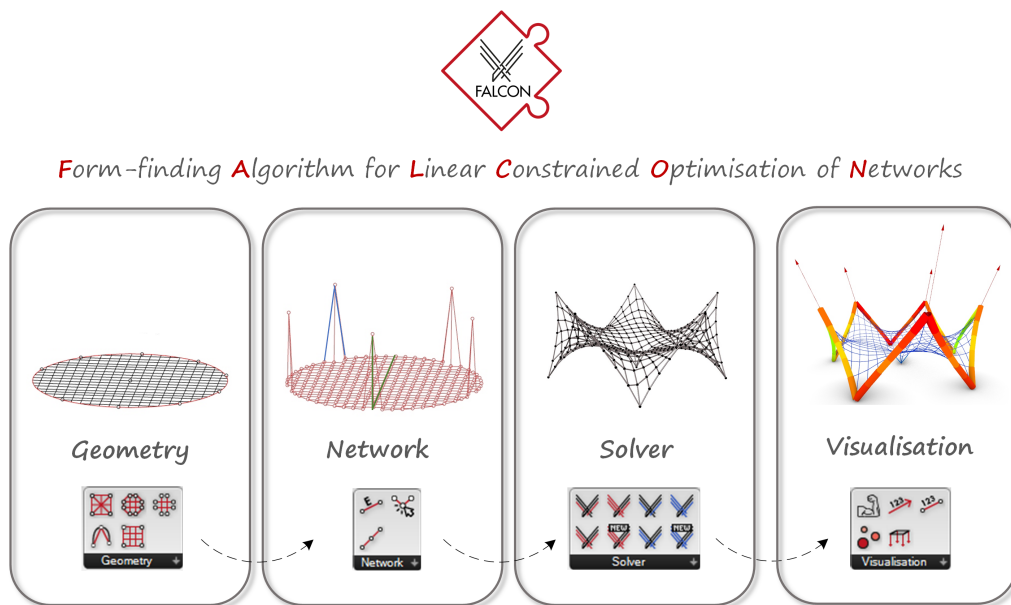 FALCON
Form-finding Algorithm for Linear Constrained Optimisation of Networks
Geometry
Network
Solver
Visualisation
E
123
123
NEW
NEW
Geometry
Network
Solver
Visualisation